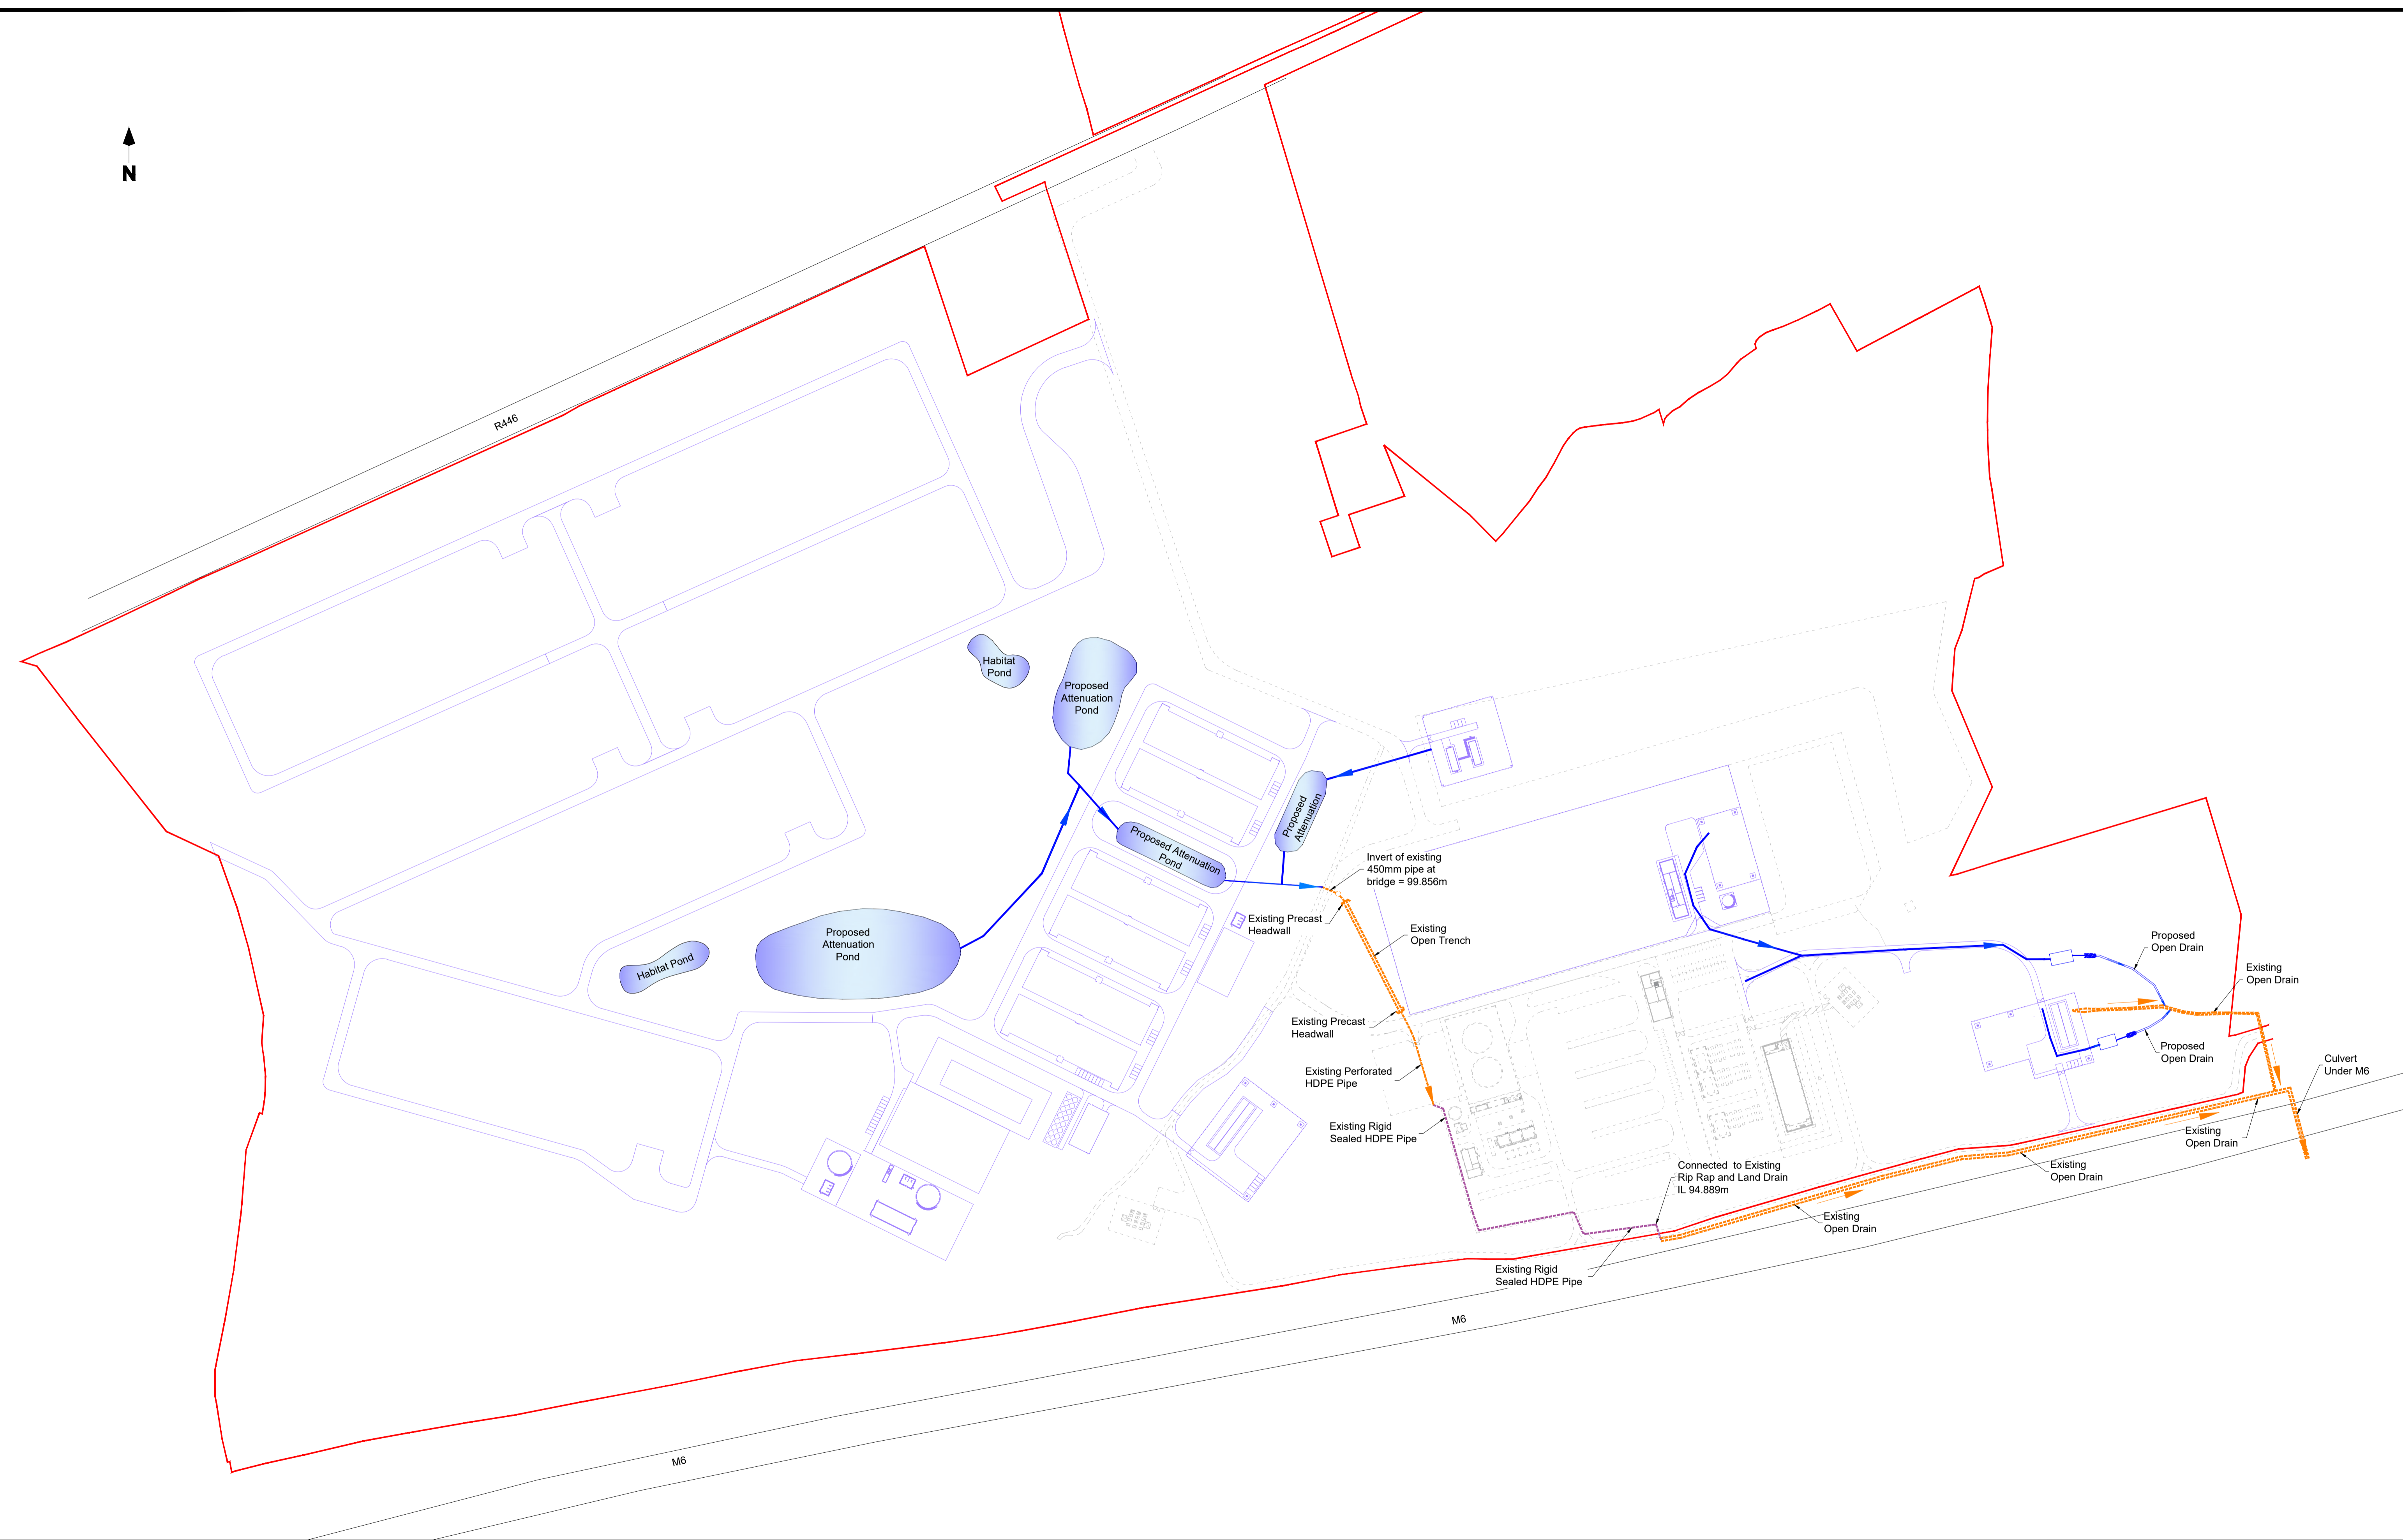 N
R446
Habitat
Pond
Proposed
Attenuation
Pond
Proposed
Attenuation
Proposed Attenuation
Pond
Invert of existing
450mm pipe at
bridge = 99.856m
Existing Precast
Headwall
Existing
Open Trench
Proposed
Attenuation
Pond
Habitat Pond
Proposed
Open Drain
Existing
Open Drain
Existing Precast
Headwall
Proposed
Open Drain
Culvert
Under M6
Existing Perforated
HDPE Pipe
Existing Rigid
Sealed HDPE Pipe
Existing
Open Drain
Connected to Existing
Rip Rap and Land Drain
IL 94.889m
Existing
Open Drain
Existing
Open Drain
Existing Rigid
Sealed HDPE Pipe
M6
M6